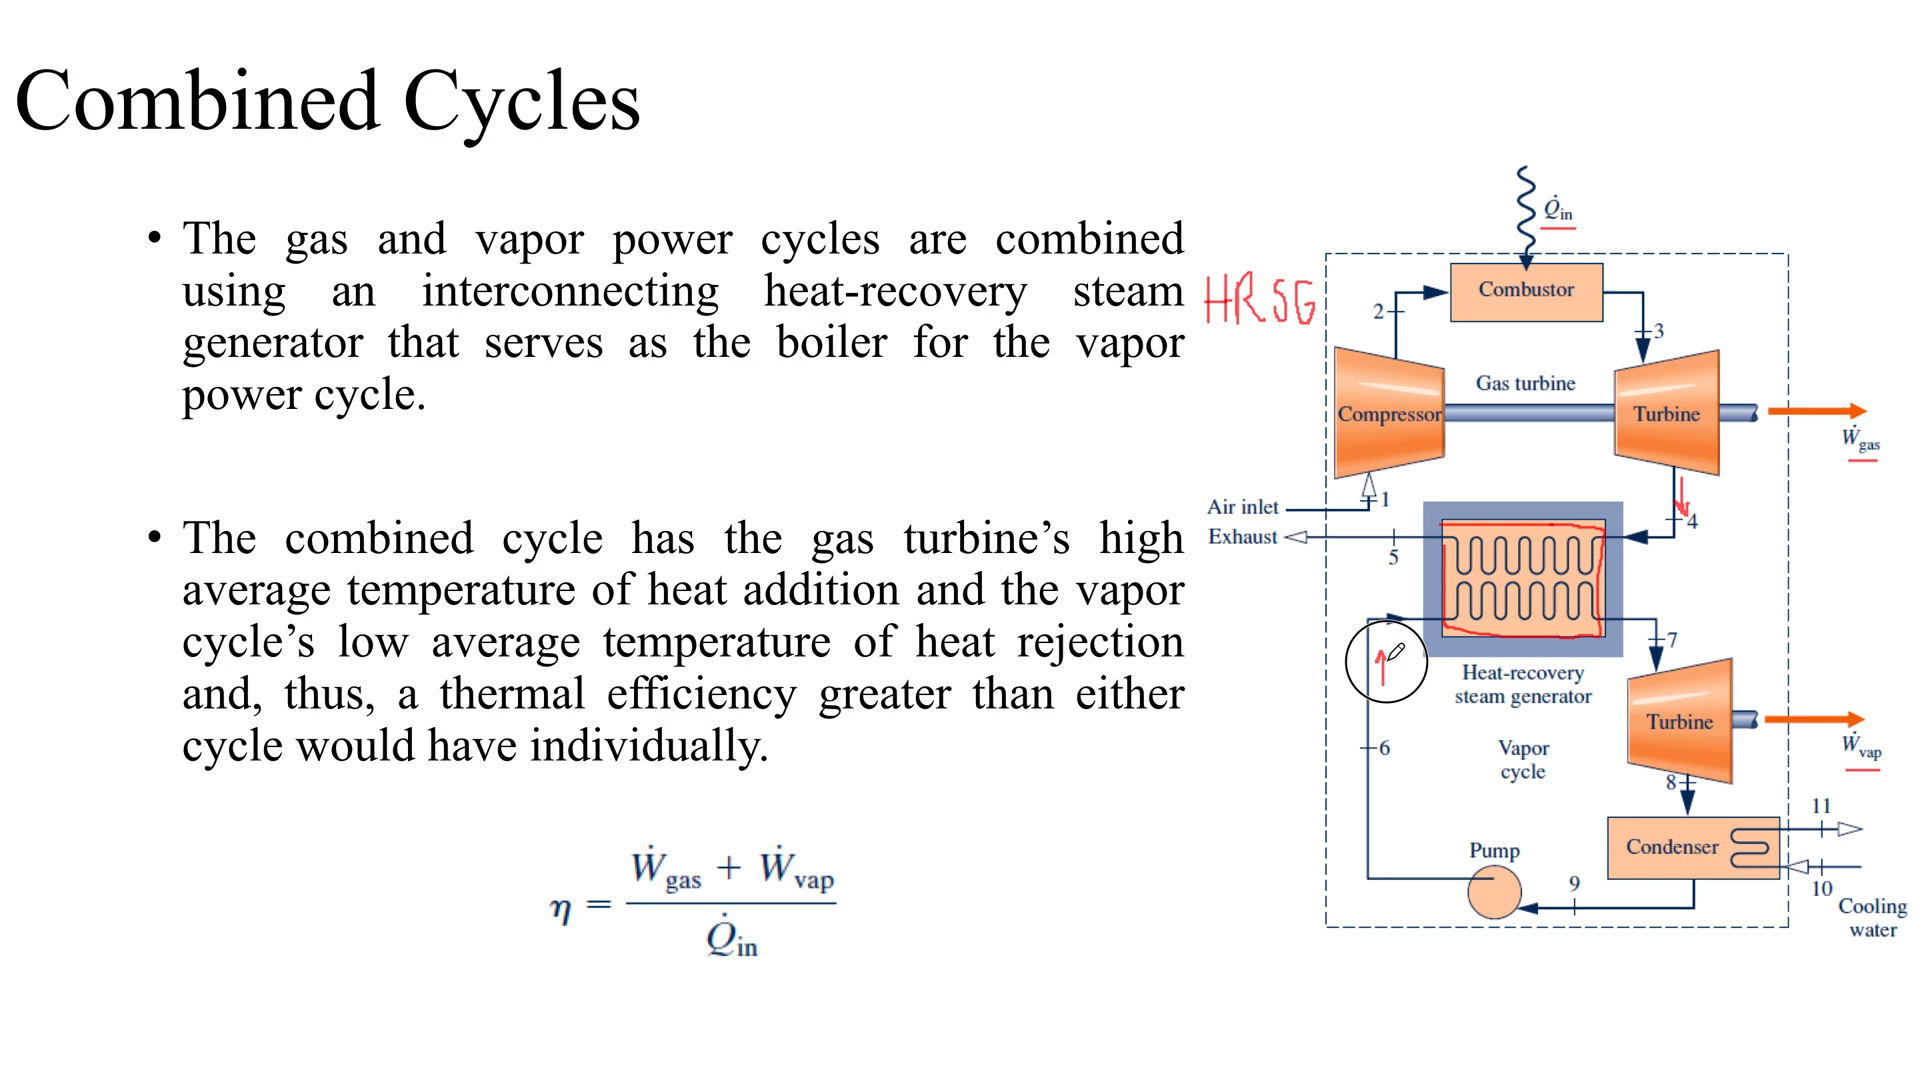 Combined Cycles
• The gas and vapor power cycles are combined
using an interconnecting heat-recovery steam
generator that serves as the boiler for the vapor
power cycle.
• The combined cycle has the gas turbine’s high
average temperature of heat addition and the vapor
cycle’s low average temperature of heat rejection
and, thus, a thermal efficiency greater than either
cycle would have individually.
η = (Ẇgas + Ẇvap) / Q̇in
HRSG
Q̇in
Combustor
2
3
Gas turbine
Compressor
Turbine
Ẇgas
Air inlet
1
4
Exhaust
5
7
Heat-recovery
steam generator
Turbine
Vapor
cycle
6
Ẇvap
8
11
Condenser
Pump
9
10
Cooling
water